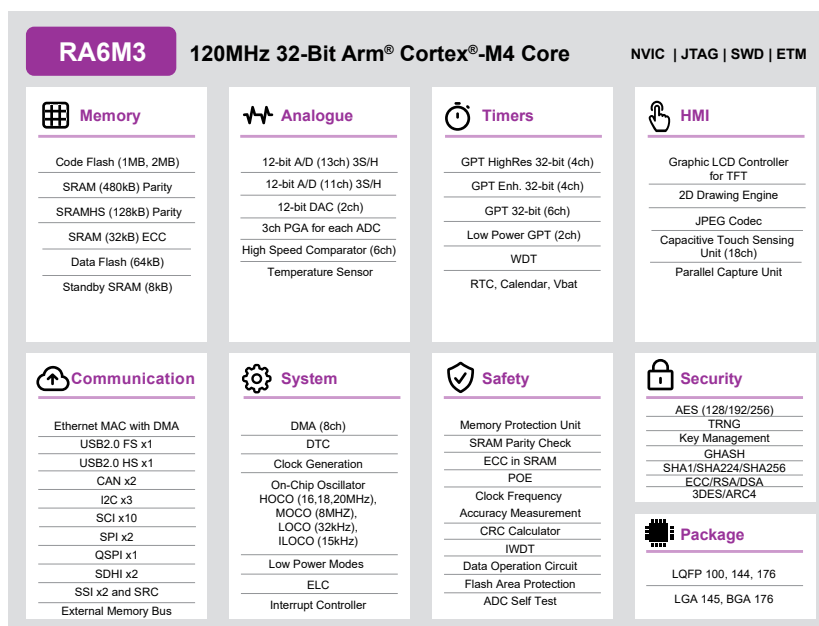 RA6M3
120MHz 32-Bit Arm® Cortex®-M4 Core
NVIC | JTAG | SWD | ETM
Memory
Code Flash (1MB, 2MB)
SRAM (480kB) Parity
SRAMHS (128kB) Parity
SRAM (32kB) ECC
Data Flash (64kB)
Standby SRAM (8kB)
Analogue
12-bit A/D (13ch) 3S/H
12-bit A/D (11ch) 3S/H
12-bit DAC (2ch)
3ch PGA for each ADC
High Speed Comparator (6ch)
Temperature Sensor
Timers
GPT HighRes 32-bit (4ch)
GPT Enh. 32-bit (4ch)
GPT 32-bit (6ch)
Low Power GPT (2ch)
WDT
RTC, Calendar, Vbat
HMI
Graphic LCD Controller
for TFT
2D Drawing Engine
JPEG Codec
Capacitive Touch Sensing
Unit (18ch)
Parallel Capture Unit
Communication
Ethernet MAC with DMA
USB2.0 FS x1
USB2.0 HS x1
CAN x2
I2C x3
SCI x10
SPI x2
QSPI x1
SDHI x2
SSI x2 and SRC
External Memory Bus
System
DMA (8ch)
DTC
Clock Generation
On-Chip Oscillator
HOCO (16,18,20MHz),
MOCO (8MHZ),
LOCO (32kHz),
ILOCO (15kHz)
Low Power Modes
ELC
Interrupt Controller
Safety
Memory Protection Unit
SRAM Parity Check
ECC in SRAM
POE
Clock Frequency
Accuracy Measurement
CRC Calculator
IWDT
Data Operation Circuit
Flash Area Protection
ADC Self Test
Security
AES (128/192/256)
TRNG
Key Management
GHASH
SHA1/SHA224/SHA256
ECC/RSA/DSA
3DES/ARC4
Package
LQFP 100, 144, 176
LGA 145, BGA 176